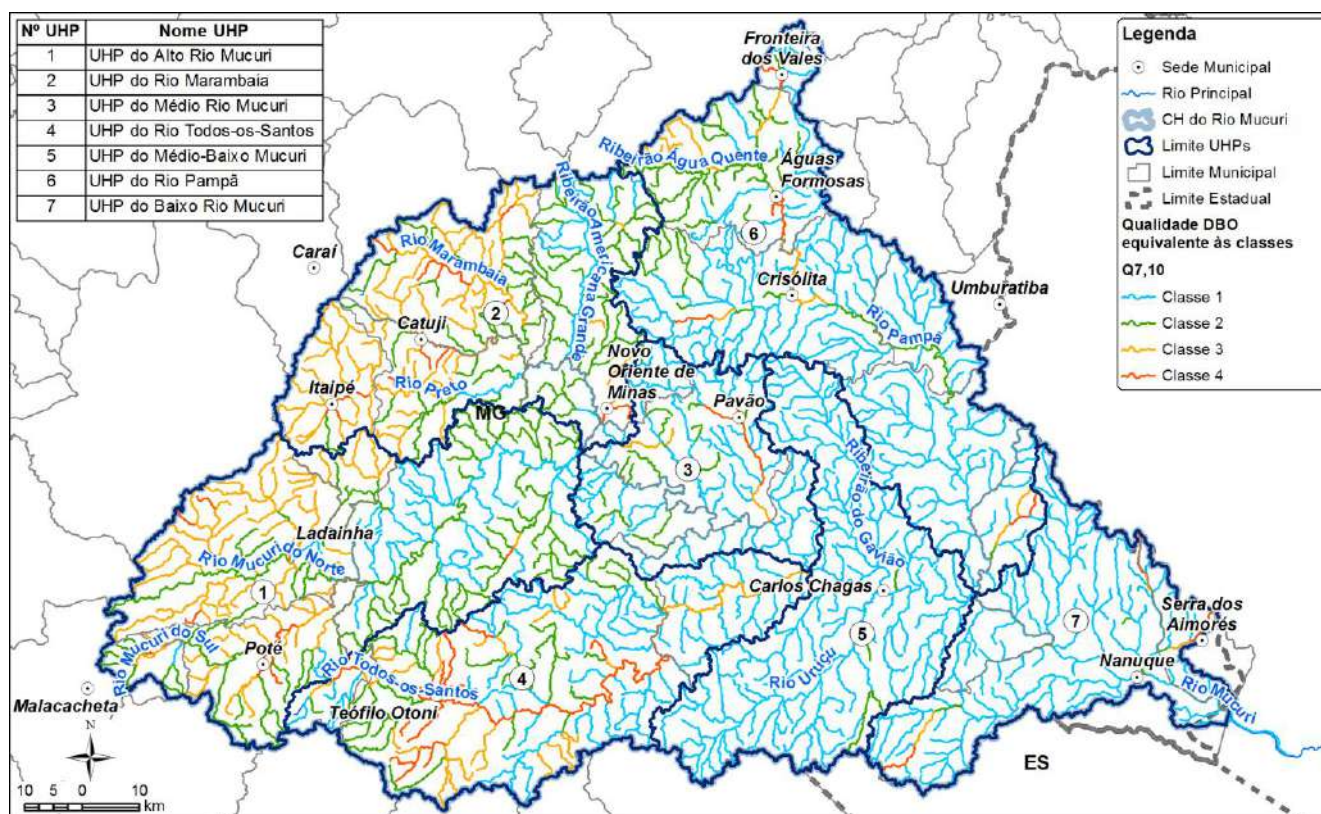 Nº UHP Nome UHP
1 UHP do Alto Rio Mucuri
2 UHP do Rio Marambaia
3 UHP do Médio Rio Mucuri
4 UHP do Rio Todos-os-Santos
5 UHP do Médio-Baixo Mucuri
6 UHP do Rio Pampã
7 UHP do Baixo Rio Mucuri
Legenda
Sede Municipal
Rio Principal
CH do Rio Mucuri
Limite UHPs
Limite Municipal
Limite Estadual
Qualidade DBO
equivalente às classes
Q7,10
Classe 1
Classe 2
Classe 3
Classe 4
Fronteira
dos Vales
Ribeirão Água Quente
Águas
Formosas
6
Ribeirão Americana Grande
Caraí
Rio Marambaia
Crisólita
Umburatiba
2
Rio Pampã
Catuji
Novo
Oriente de
Minas
Rio Preto
Itaipé
Pavão
MG
3
Ribeirão do Gavião
Ladainha
Rio Mucuri do Norte
1
Carlos Chagas
7
Serra dos
Aimorés
5
Rio Mucuri do Sul
Poté
Rio Todos-os-Santos
4
Rio Uruçu
Nanuque
Rio Mucuri
Malacacheta
Teófilo Otoni
N
ES
10 5 0 10
km